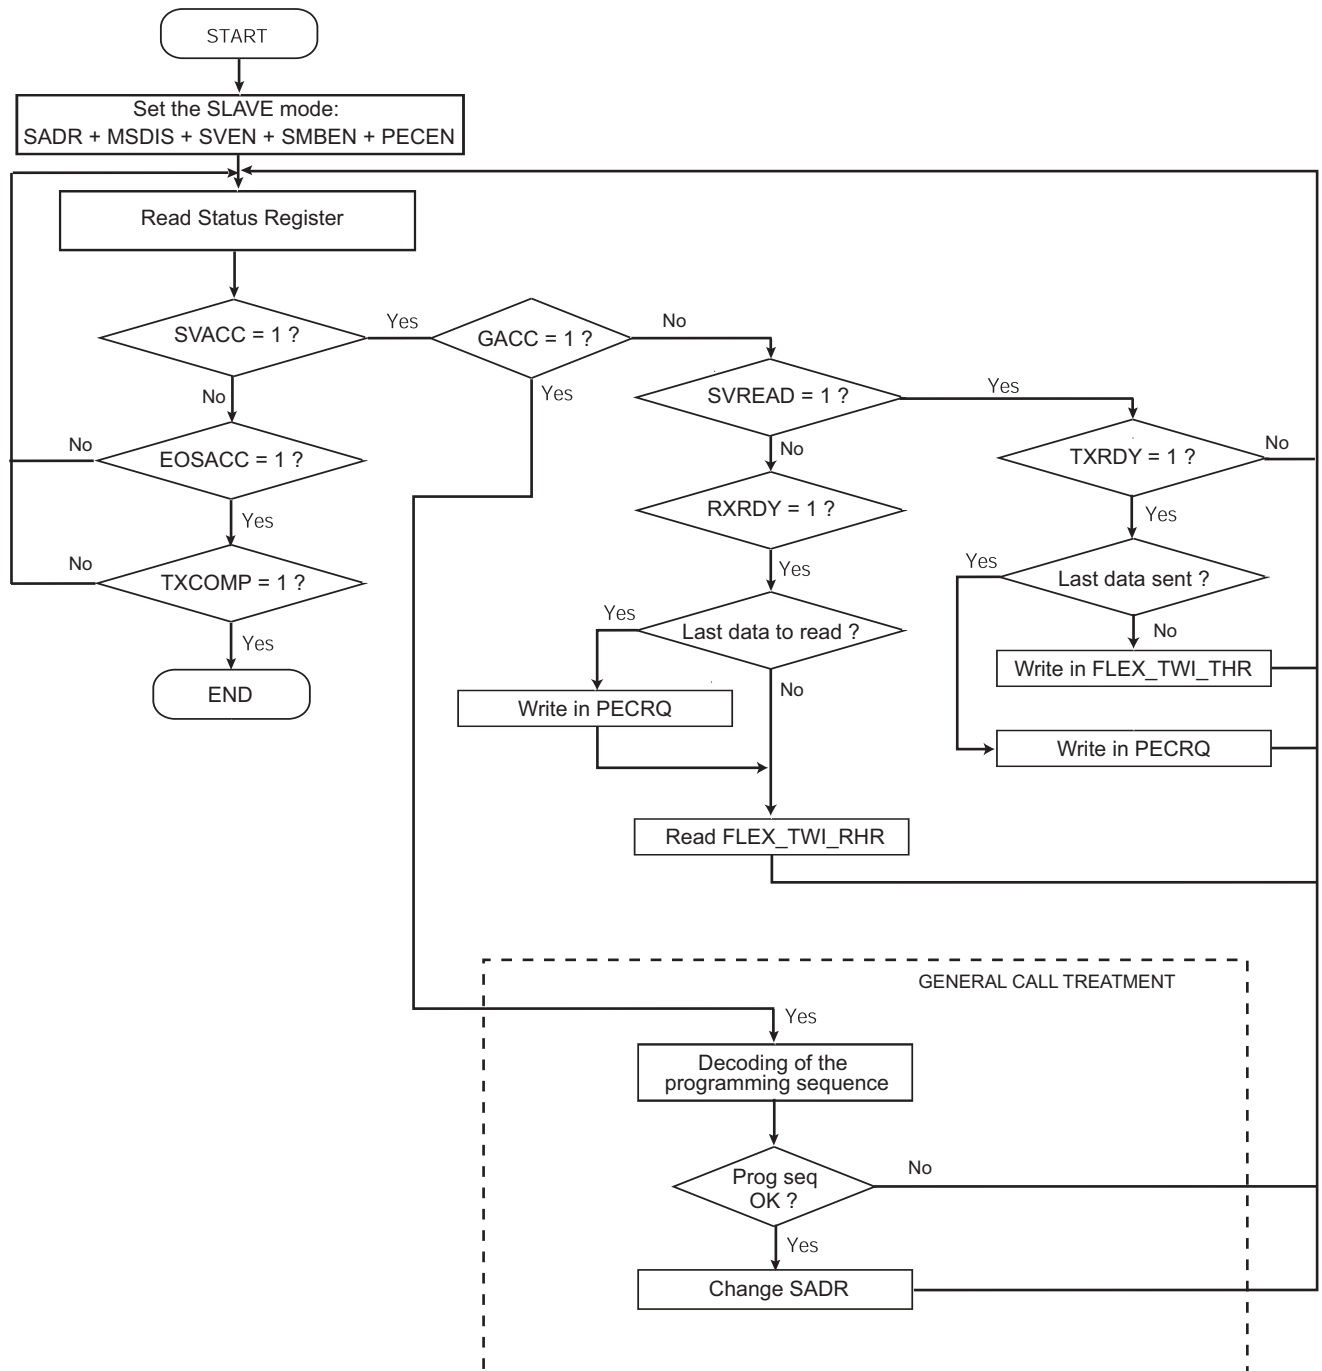 START
Set the SLAVE mode:
SADR + MSDIS + SVEN + SMBEN + PECEN
Read Status Register
SVACC = 1 ?
Yes
GACC = 1 ?
No
SVREAD = 1 ?
Yes
No
Yes
EOSACC = 1 ?
No
No
TXRDY = 1 ?
No
RXRDY = 1 ?
Yes
Yes
TXCOMP = 1 ?
No
Yes
Last data sent ?
Yes
Yes
Last data to read ?
No
Yes
Write in FLEX_TWI_THR
END
No
Write in PECRQ
Write in PECRQ
Read FLEX_TWI_RHR
GENERAL CALL TREATMENT
Yes
Decoding of the
programming sequence
Prog seq
OK ?
No
Yes
Change SADR